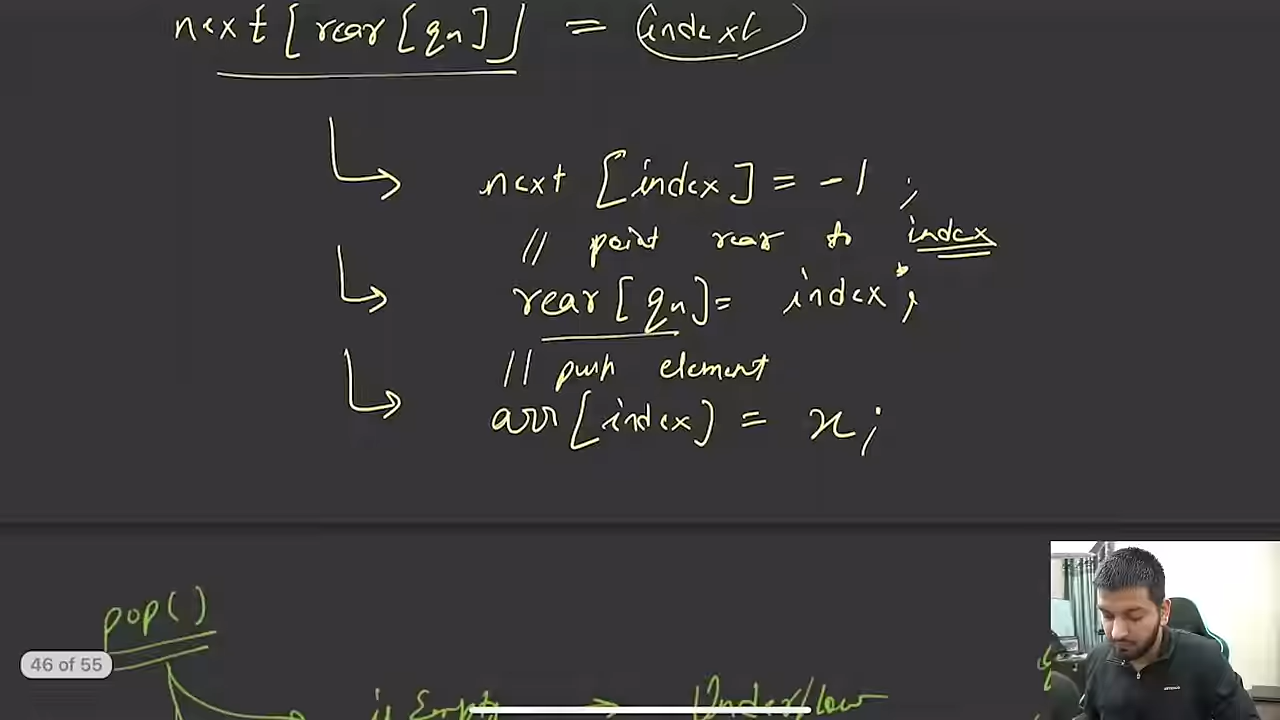 next[rear[qn]] = index
next [index] = -1 ;
// point rear to index
rear[qn]= index;
// push element
arr[index] = x;
pop()
46 of 55
isEmpty → Underflow